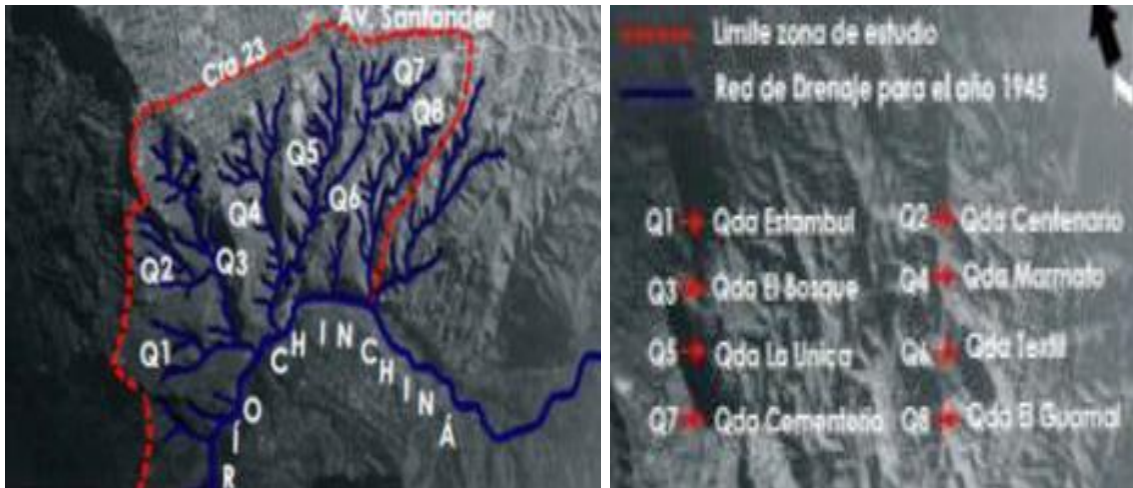 Av. Santander
Cra 23
Q7
Q8
Q5
Q6
Q4
Q3
Q2
Q1
RÍO CHINCHINÁ
Limite zona de estudio
Red de Drenaje para el año 1945
Q1 Qda Estambul
Q2 Qda Centenario
Q3 Qda El Bosque
Q4 Qda Marmato
Q5 Qda La Unica
Q6 Qda Textil
Q7 Qda Cementerio
Q8 Qda El Guamal